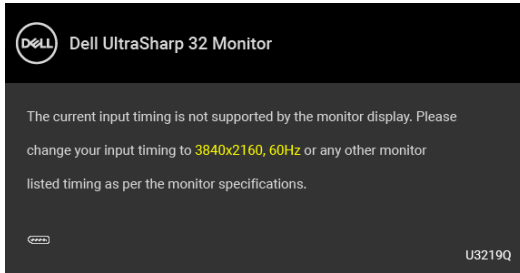 DELL
Dell UltraSharp 32 Monitor
The current input timing is not supported by the monitor display. Please
change your input timing to 3840x2160, 60Hz or any other monitor
listed timing as per the monitor specifications.
U3219Q